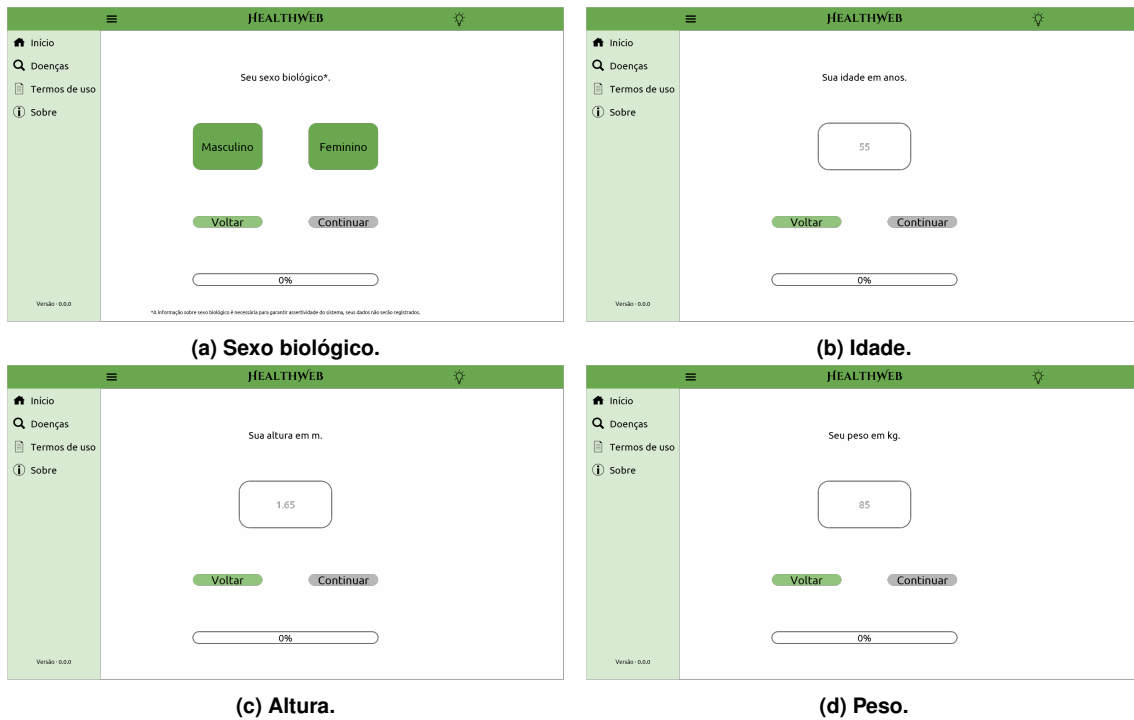 HEALTHWEB
Início
Doenças
Termos de uso
Sobre
Seu sexo biológico*.
Masculino Feminino
Voltar Continuar
0%
Versão - 0.0.0
*A informação sobre sexo biológico é necessária para garantir assertividade do sistema, seus dados não serão registrados.
(a) Sexo biológico.
HEALTHWEB
Início
Doenças
Termos de uso
Sobre
Sua idade em anos.
55
Voltar Continuar
0%
Versão - 0.0.0
(b) Idade.
HEALTHWEB
Início
Doenças
Termos de uso
Sobre
Sua altura em m.
1.65
Voltar Continuar
0%
Versão - 0.0.0
(c) Altura.
HEALTHWEB
Início
Doenças
Termos de uso
Sobre
Seu peso em kg.
85
Voltar Continuar
0%
Versão - 0.0.0
(d) Peso.